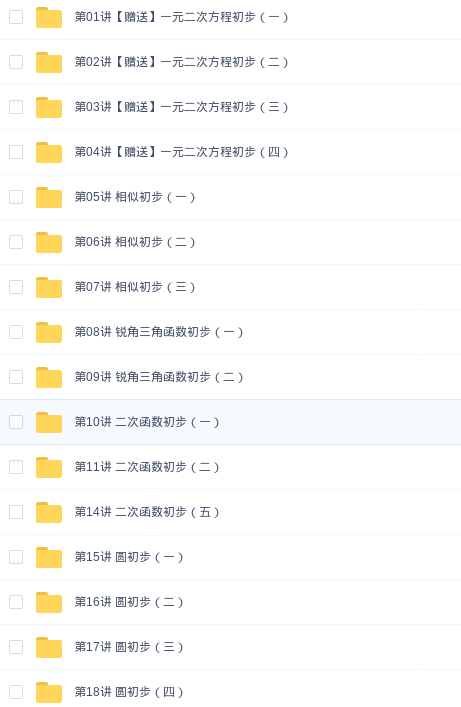 第01讲【赠送】一元二次方程初步（一）
第02讲【赠送】一元二次方程初步（二）
第03讲【赠送】一元二次方程初步（三）
第04讲【赠送】一元二次方程初步（四）
第05讲 相似初步（一）
第06讲 相似初步（二）
第07讲 相似初步（三）
第08讲 锐角三角函数初步（一）
第09讲 锐角三角函数初步（二）
第10讲 二次函数初步（一）
第11讲 二次函数初步（二）
第14讲 二次函数初步（五）
第15讲 圆初步（一）
第16讲 圆初步（二）
第17讲 圆初步（三）
第18讲 圆初步（四）